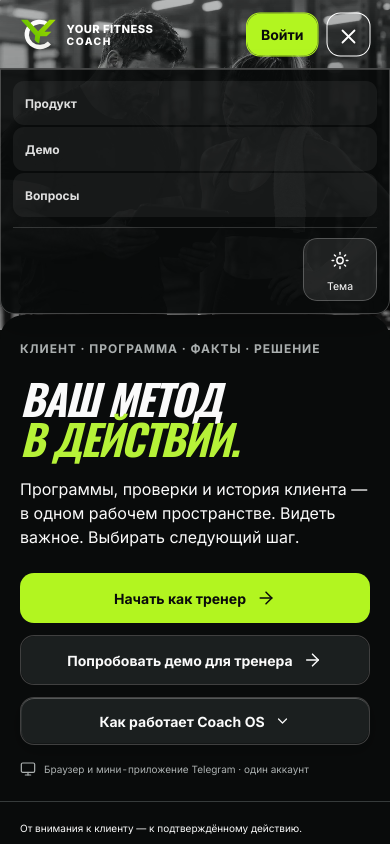 YOUR FITNESS
COACH
Войти
Продукт
Демо
Вопросы
Тема
КЛИЕНТ · ПРОГРАММА · ФАКТЫ · РЕШЕНИЕ
ВАШ МЕТОД
В ДЕЙСТВИИ.
Программы, проверки и история клиента —
в одном рабочем пространстве. Видеть
важное. Выбирать следующий шаг.
Начать как тренер
Попробовать демо для тренера
Как работает Coach OS
Браузер и мини-приложение Telegram · один аккаунт
От внимания к клиенту — к подтверждённому действию.